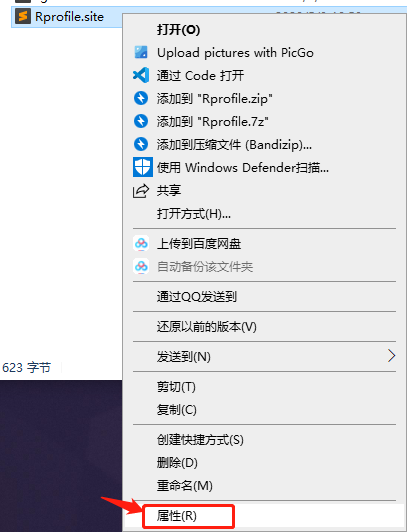 Rprofile.site
打开(O)
Upload pictures with PicGo
通过 Code 打开
添加到 "Rprofile.zip"
添加到 "Rprofile.7z"
添加到压缩文件 (Bandizip)...
使用 Windows Defender扫描...
共享
打开方式(H)...
上传到百度网盘
自动备份该文件夹
通过QQ发送到
还原以前的版本(V)
623 字节
发送到(N)
剪切(T)
复制(C)
创建快捷方式(S)
删除(D)
重命名(M)
属性(R)